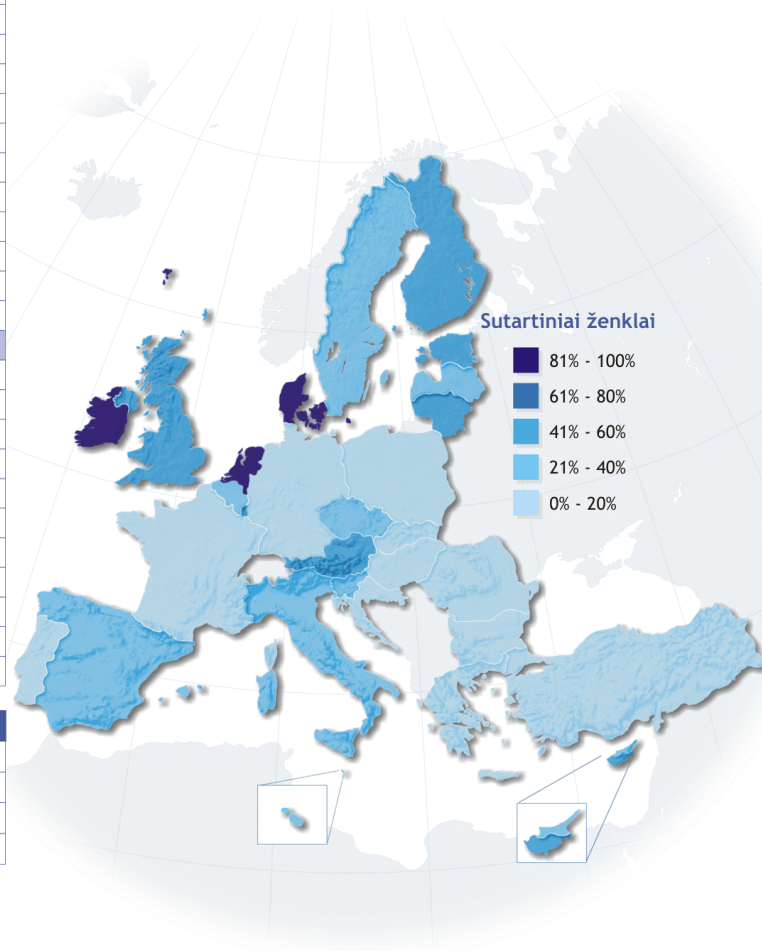 Sutartiniai ženklai
81% - 100%
61% - 80%
41% - 60%
21% - 40%
0% - 20%